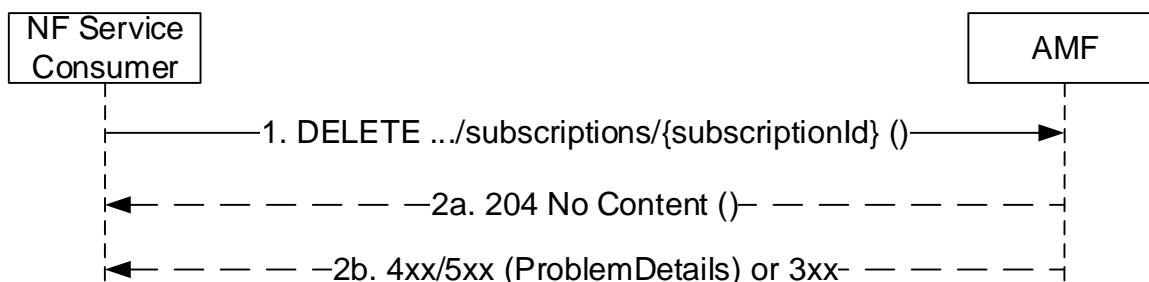 NF Service
Consumer
AMF
1. DELETE .../subscriptions/{subscriptionId} ()
2a. 204 No Content ()
2b. 4xx/5xx (ProblemDetails) or 3xx